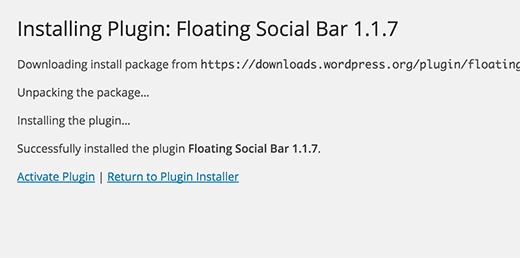 Installing Plugin: Floating Social Bar 1.1.7
Downloading install package from https://downloads.wordpress.org/plugin/floating
Unpacking the package...
Installing the plugin...
Successfully installed the plugin Floating Social Bar 1.1.7.
Activate Plugin | Return to Plugin Installer